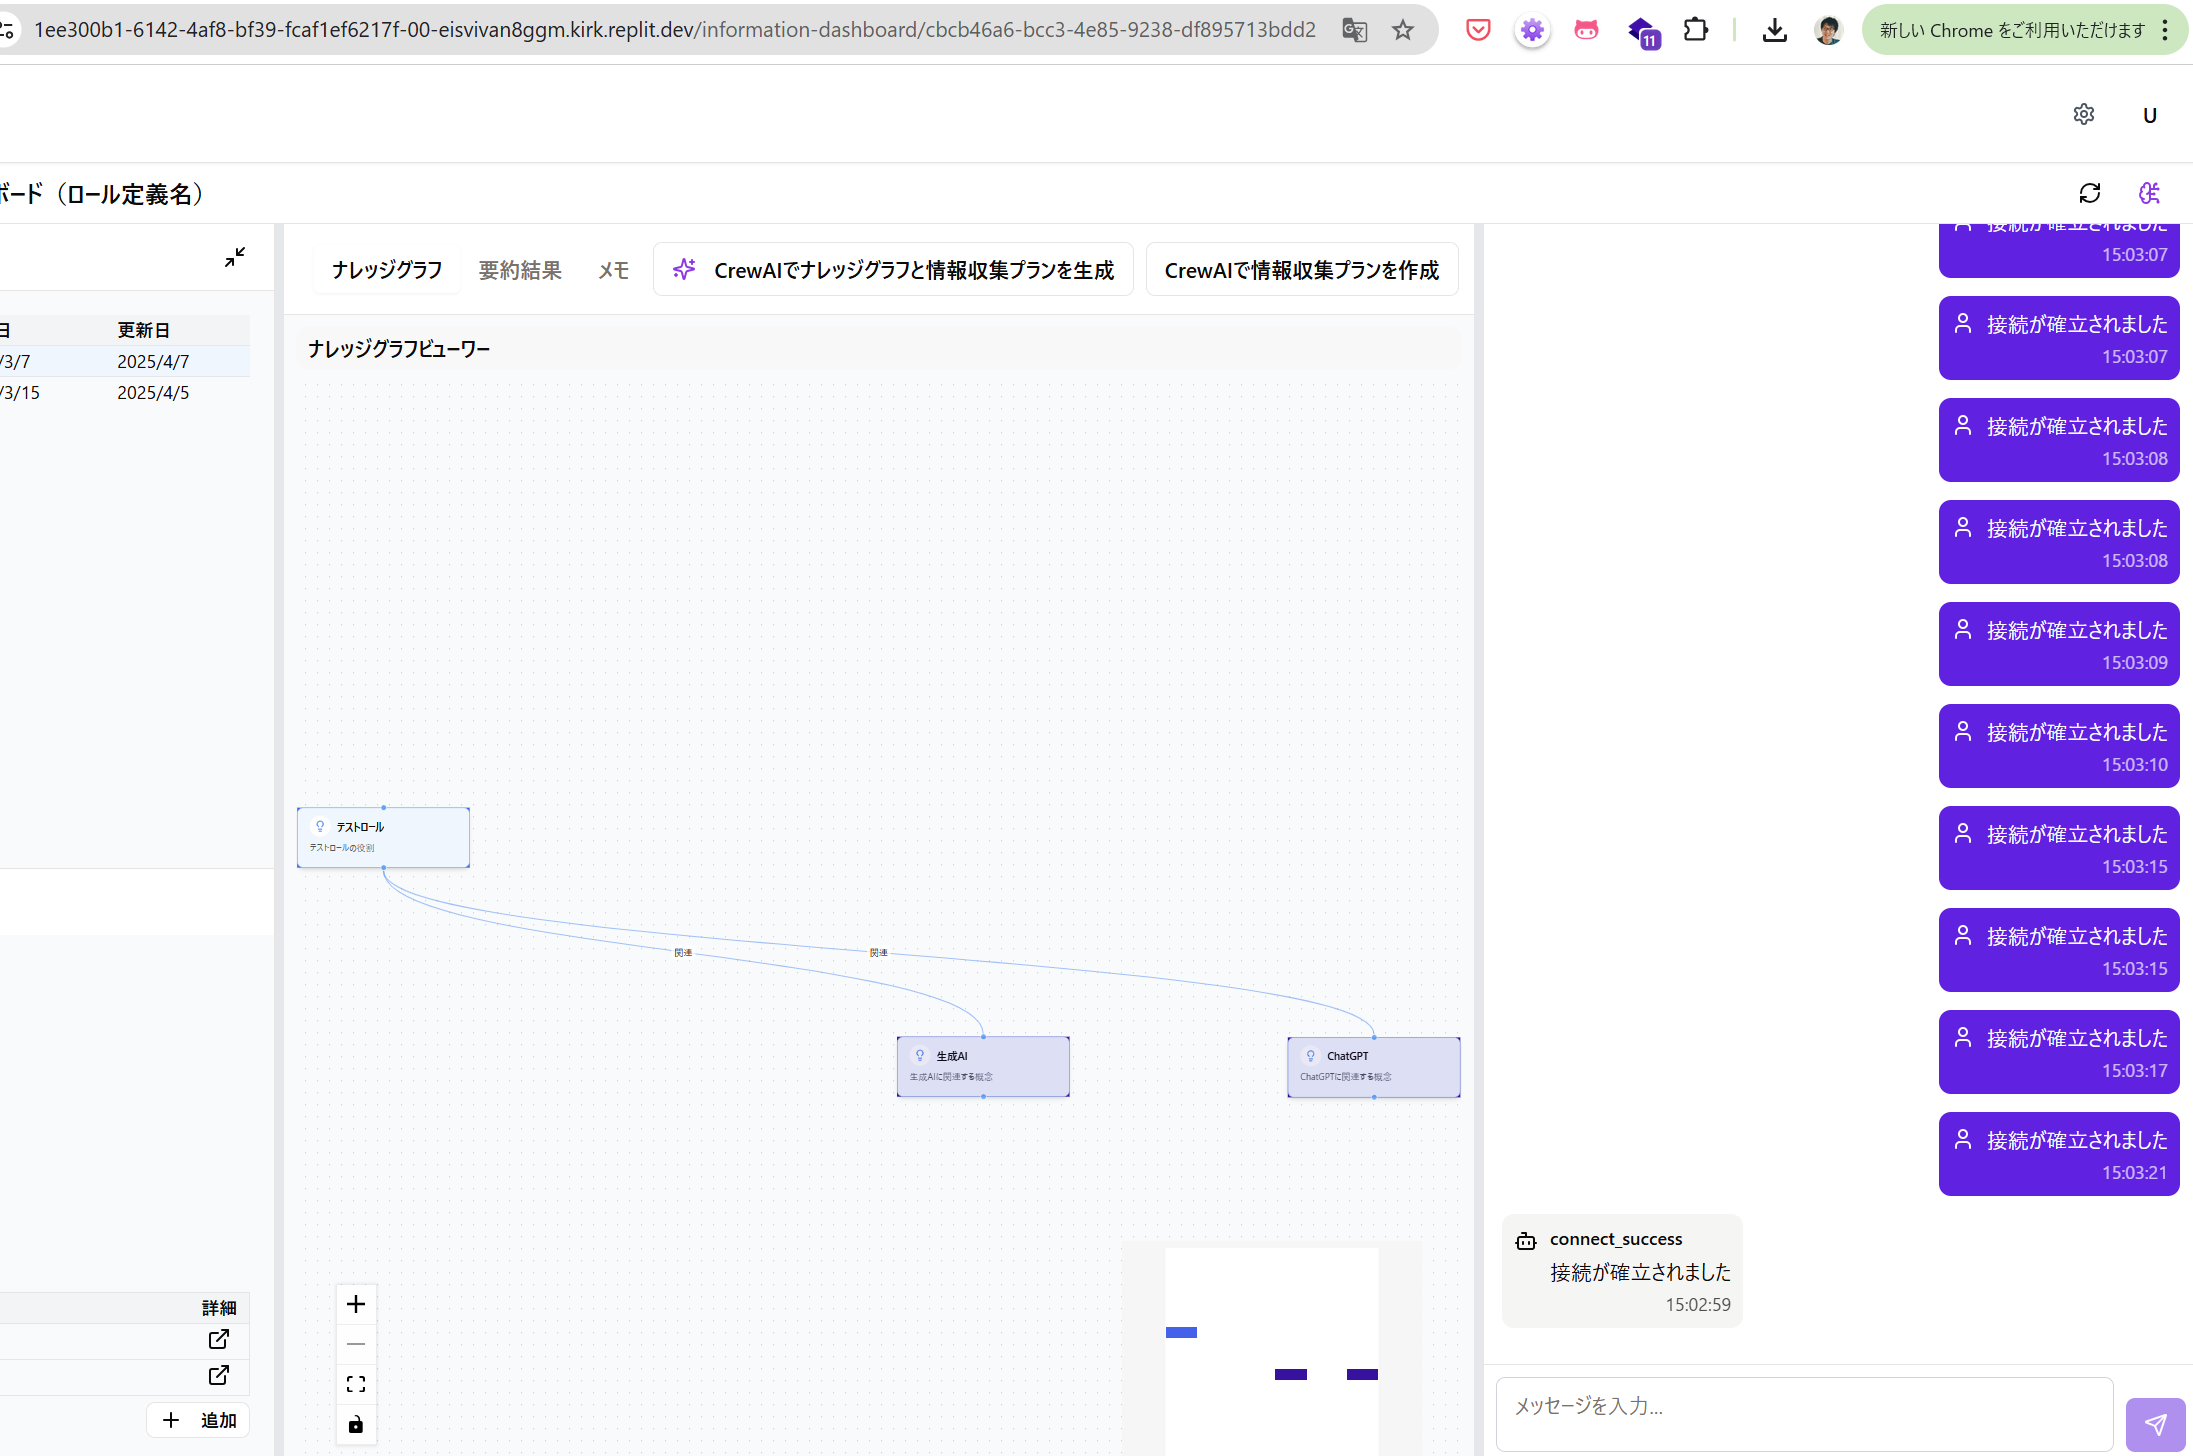 1ee300b1-6142-4af8-bf39-fcaf1ef6217f-00-eisvivan8ggm.kirk.replit.dev/information-dashboard/cbcb46a6-bcc3-4e85-9238-df895713bdd2
11
新しい Chrome をご利用いただけます
U
ボード（ロール定義名）
日 更新日
/3/7 2025/4/7
/3/15 2025/4/5
詳細
追加
ナレッジグラフ 要約結果 メモ CrewAIでナレッジグラフと情報収集プランを生成 CrewAIで情報収集プランを作成
ナレッジグラフビューワー
テストロール
テストロールの役割
関連
関連
生成AI
生成AIに関連する概念
ChatGPT
ChatGPTに関連する概念
接続が確立されました
15:03:07
接続が確立されました
15:03:07
接続が確立されました
15:03:08
接続が確立されました
15:03:08
接続が確立されました
15:03:09
接続が確立されました
15:03:10
接続が確立されました
15:03:15
接続が確立されました
15:03:15
接続が確立されました
15:03:17
接続が確立されました
15:03:21
connect_success
接続が確立されました
15:02:59
メッセージを入力...